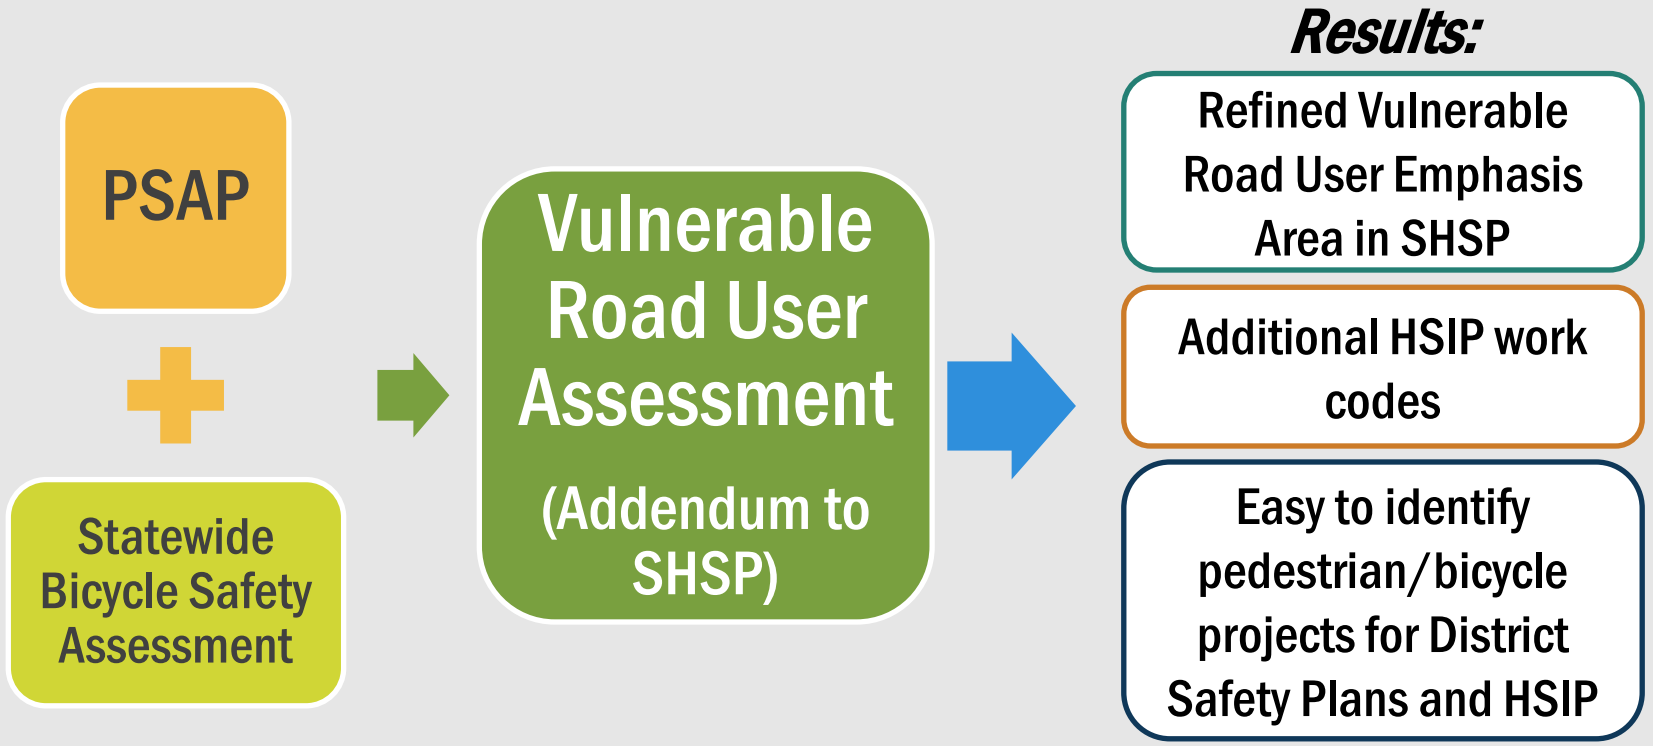 PSAP
Statewide
Bicycle Safety
Assessment
Vulnerable
Road User
Assessment
(Addendum to
SHSP)
Results:
Refined Vulnerable
Road User Emphasis
Area in SHSP
Additional HSIP work
codes
Easy to identify
pedestrian/bicycle
projects for District
Safety Plans and HSIP